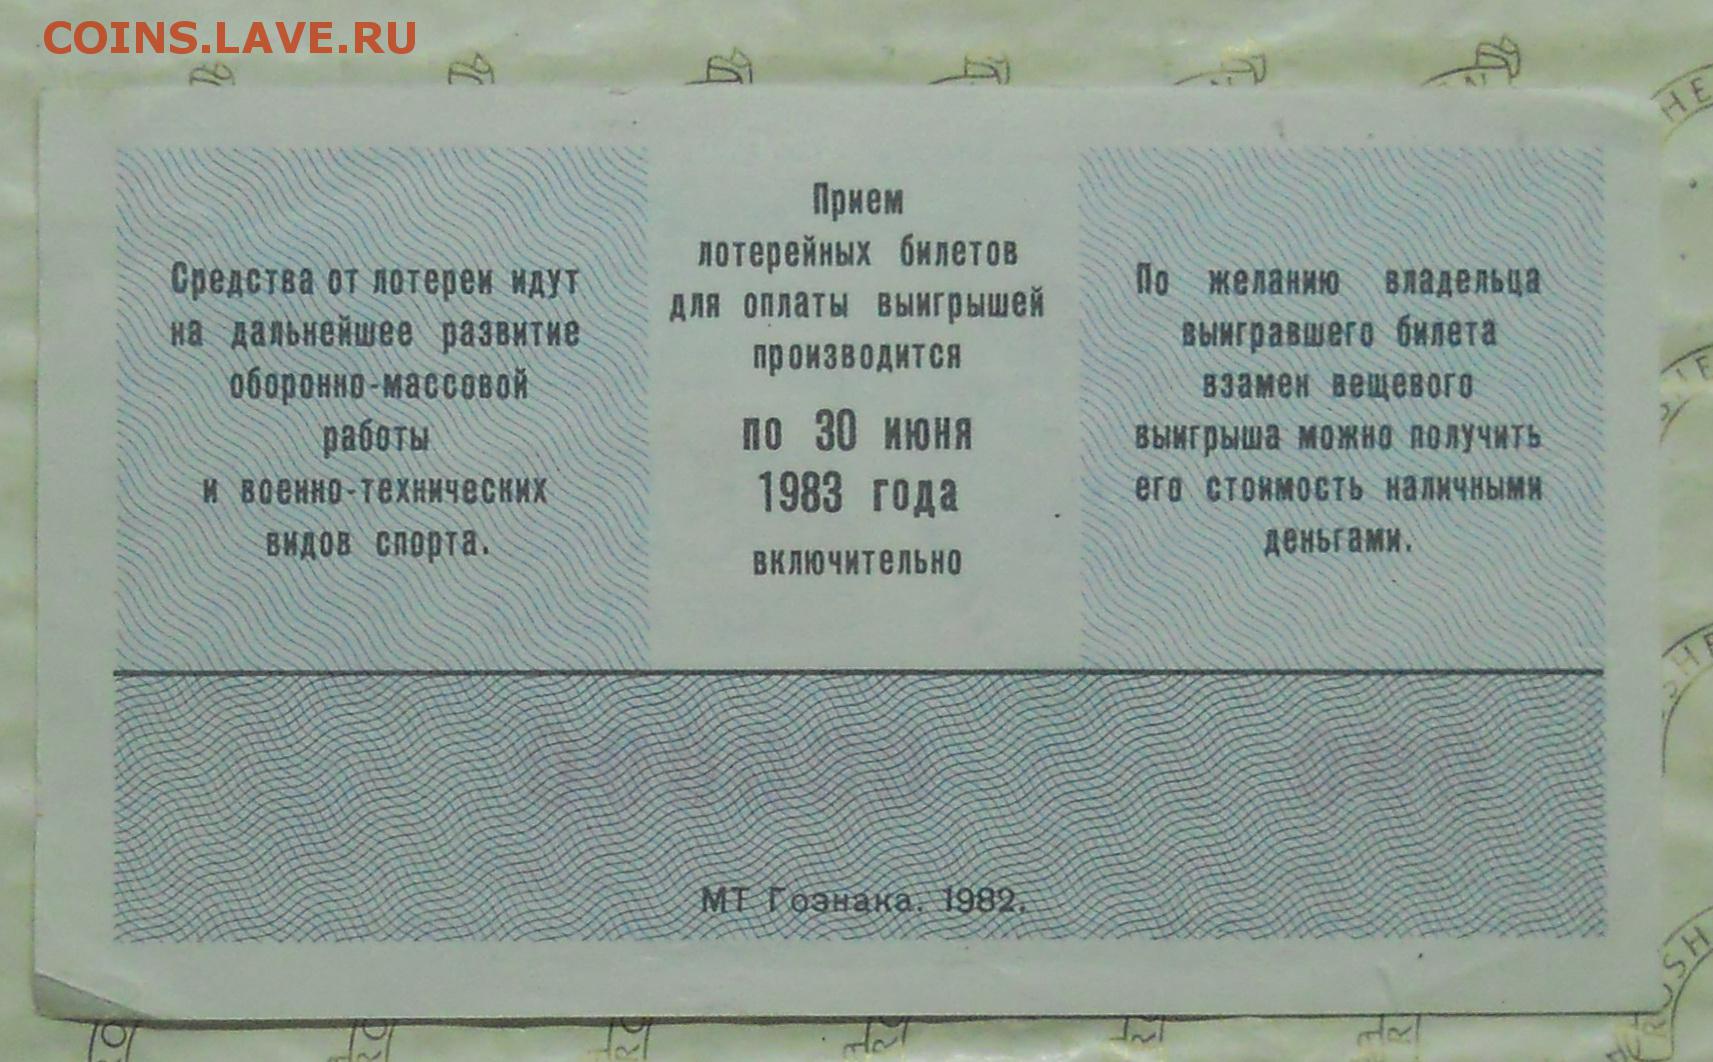 COINS.LAVE.RU
Средства от лотереи идут
на дальнейшее развитие
оборонно-массовой
работы
и военно-технических
видов спорта.
Прием
лотерейных билетов
для оплаты выигрышей
производится
по 30 июня
1983 года
включительно
По желанию владельца
выигравшего билета
взамен вещевого
выигрыша можно получить
его стоимость наличными
деньгами.
МТ Гознака. 1982.